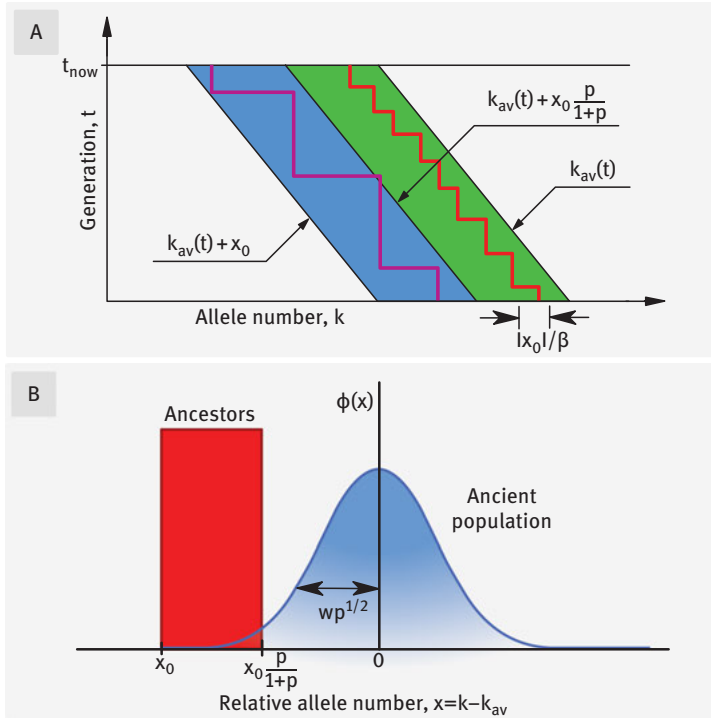 A
t_now
Generation, t
k_av(t) + x_0 p/(1+p)
k_av(t)
k_av(t) + x_0
Allele number, k
|x_0|/β
B
Ancestors
ϕ(x)
Ancient
population
wp^{1/2}
x_0
x_0 p/(1+p)
0
Relative allele number, x=k–k_av